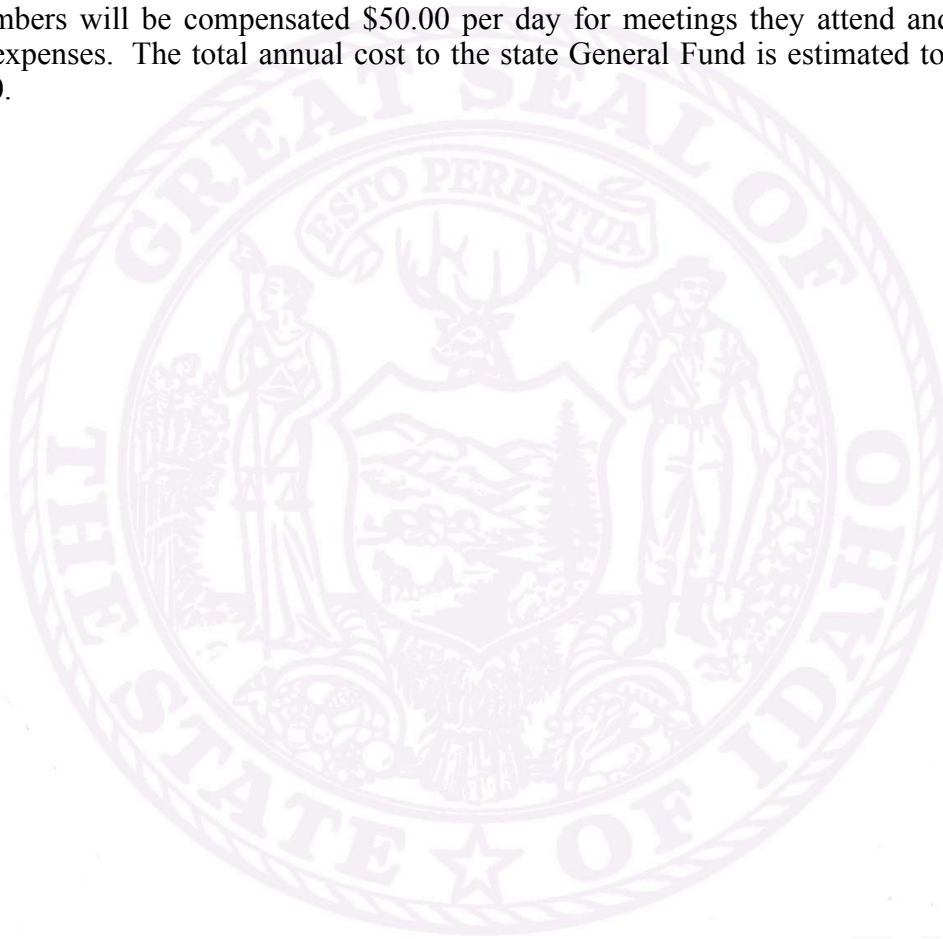 mbers will be compensated $50.00 per day for meetings they attend and
expenses. The total annual cost to the state General Fund is estimated to
.
GREAT SEAL OF
ESTO PERPETUA
THE STATE OF IDAHO